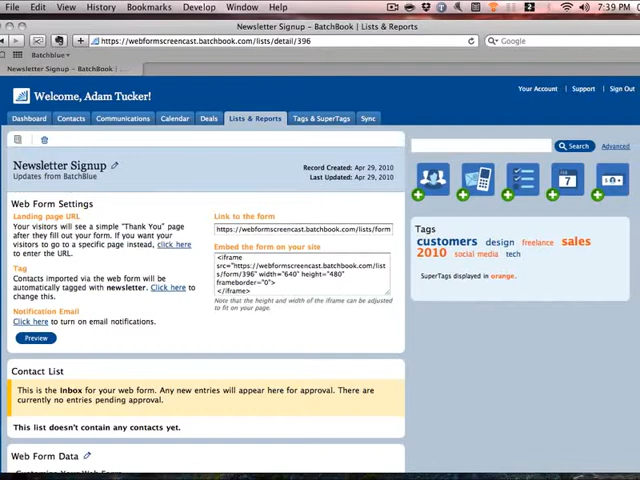 File Edit View History Bookmarks Develop Window Help
7:39 PM
Newsletter Signup - BatchBook | Lists & Reports
https://webformscreencast.batchbook.com/lists/detail/396
Google
Batchblue
Newsletter Signup - BatchBook | ...
Welcome, Adam Tucker!
Your Account | Support | Sign Out
Dashboard Contacts Communications Calendar Deals Lists & Reports Tags & SuperTags Sync
Newsletter Signup
Updates from BatchBlue
Record Created: Apr 29, 2010
Last Updated: Apr 29, 2010
Web Form Settings
Landing page URL
Your visitors will see a simple "Thank You" page
after they fill out your form. If you want your
visitors to go to a specific page instead, click here
to enter the URL.
Tag
Contacts imported via the web form will be
automatically tagged with newsletter. Click here to
change this.
Notification Email
Click here to turn on email notifications.
Preview
Link to the form
https://webformscreencast.batchbook.com/lists/form
Embed the form on your site
<iframe
src="https://webformscreencast.batchbook.com/list
s/form/396" width="640" height="480"
frameborder="0">
</iframe>
Note that the height and width of the iframe can be adjusted
to fit on your page.
Contact List
This is the Inbox for your web form. Any new entries will appear here for approval. There are
currently no entries pending approval.
This list doesn't contain any contacts yet.
Web Form Data
Customize Your Web Form
Search
Advanced
7
Tags
customers design freelance sales
2010 social media tech
SuperTags displayed in orange.